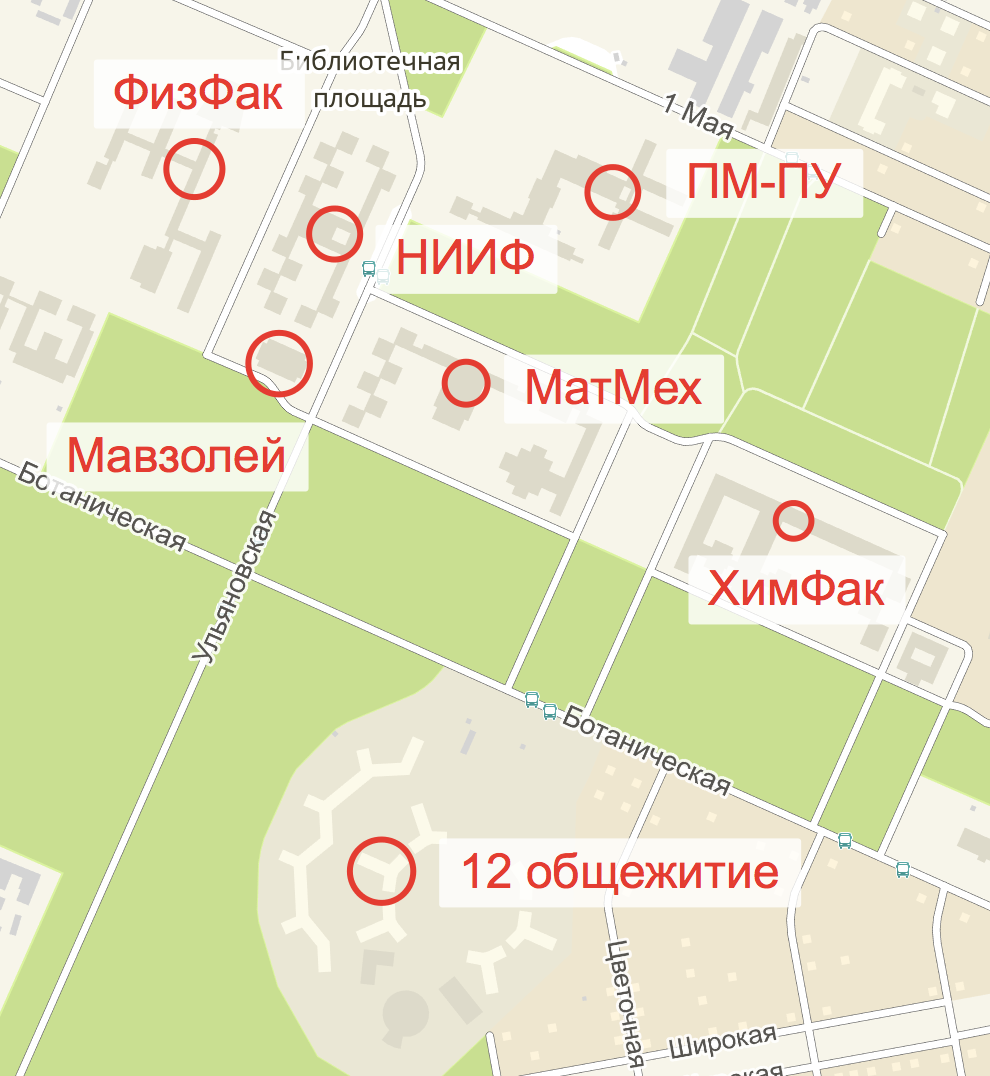 Библиотечная
площадь
ФизФак
1 Мая
ПМ-ПУ
НИИФ
МатМех
Мавзолей
Ботаническая
Ульяновская
ХимФак
Ботаническая
12 общежитие
Цветочная
Широкая